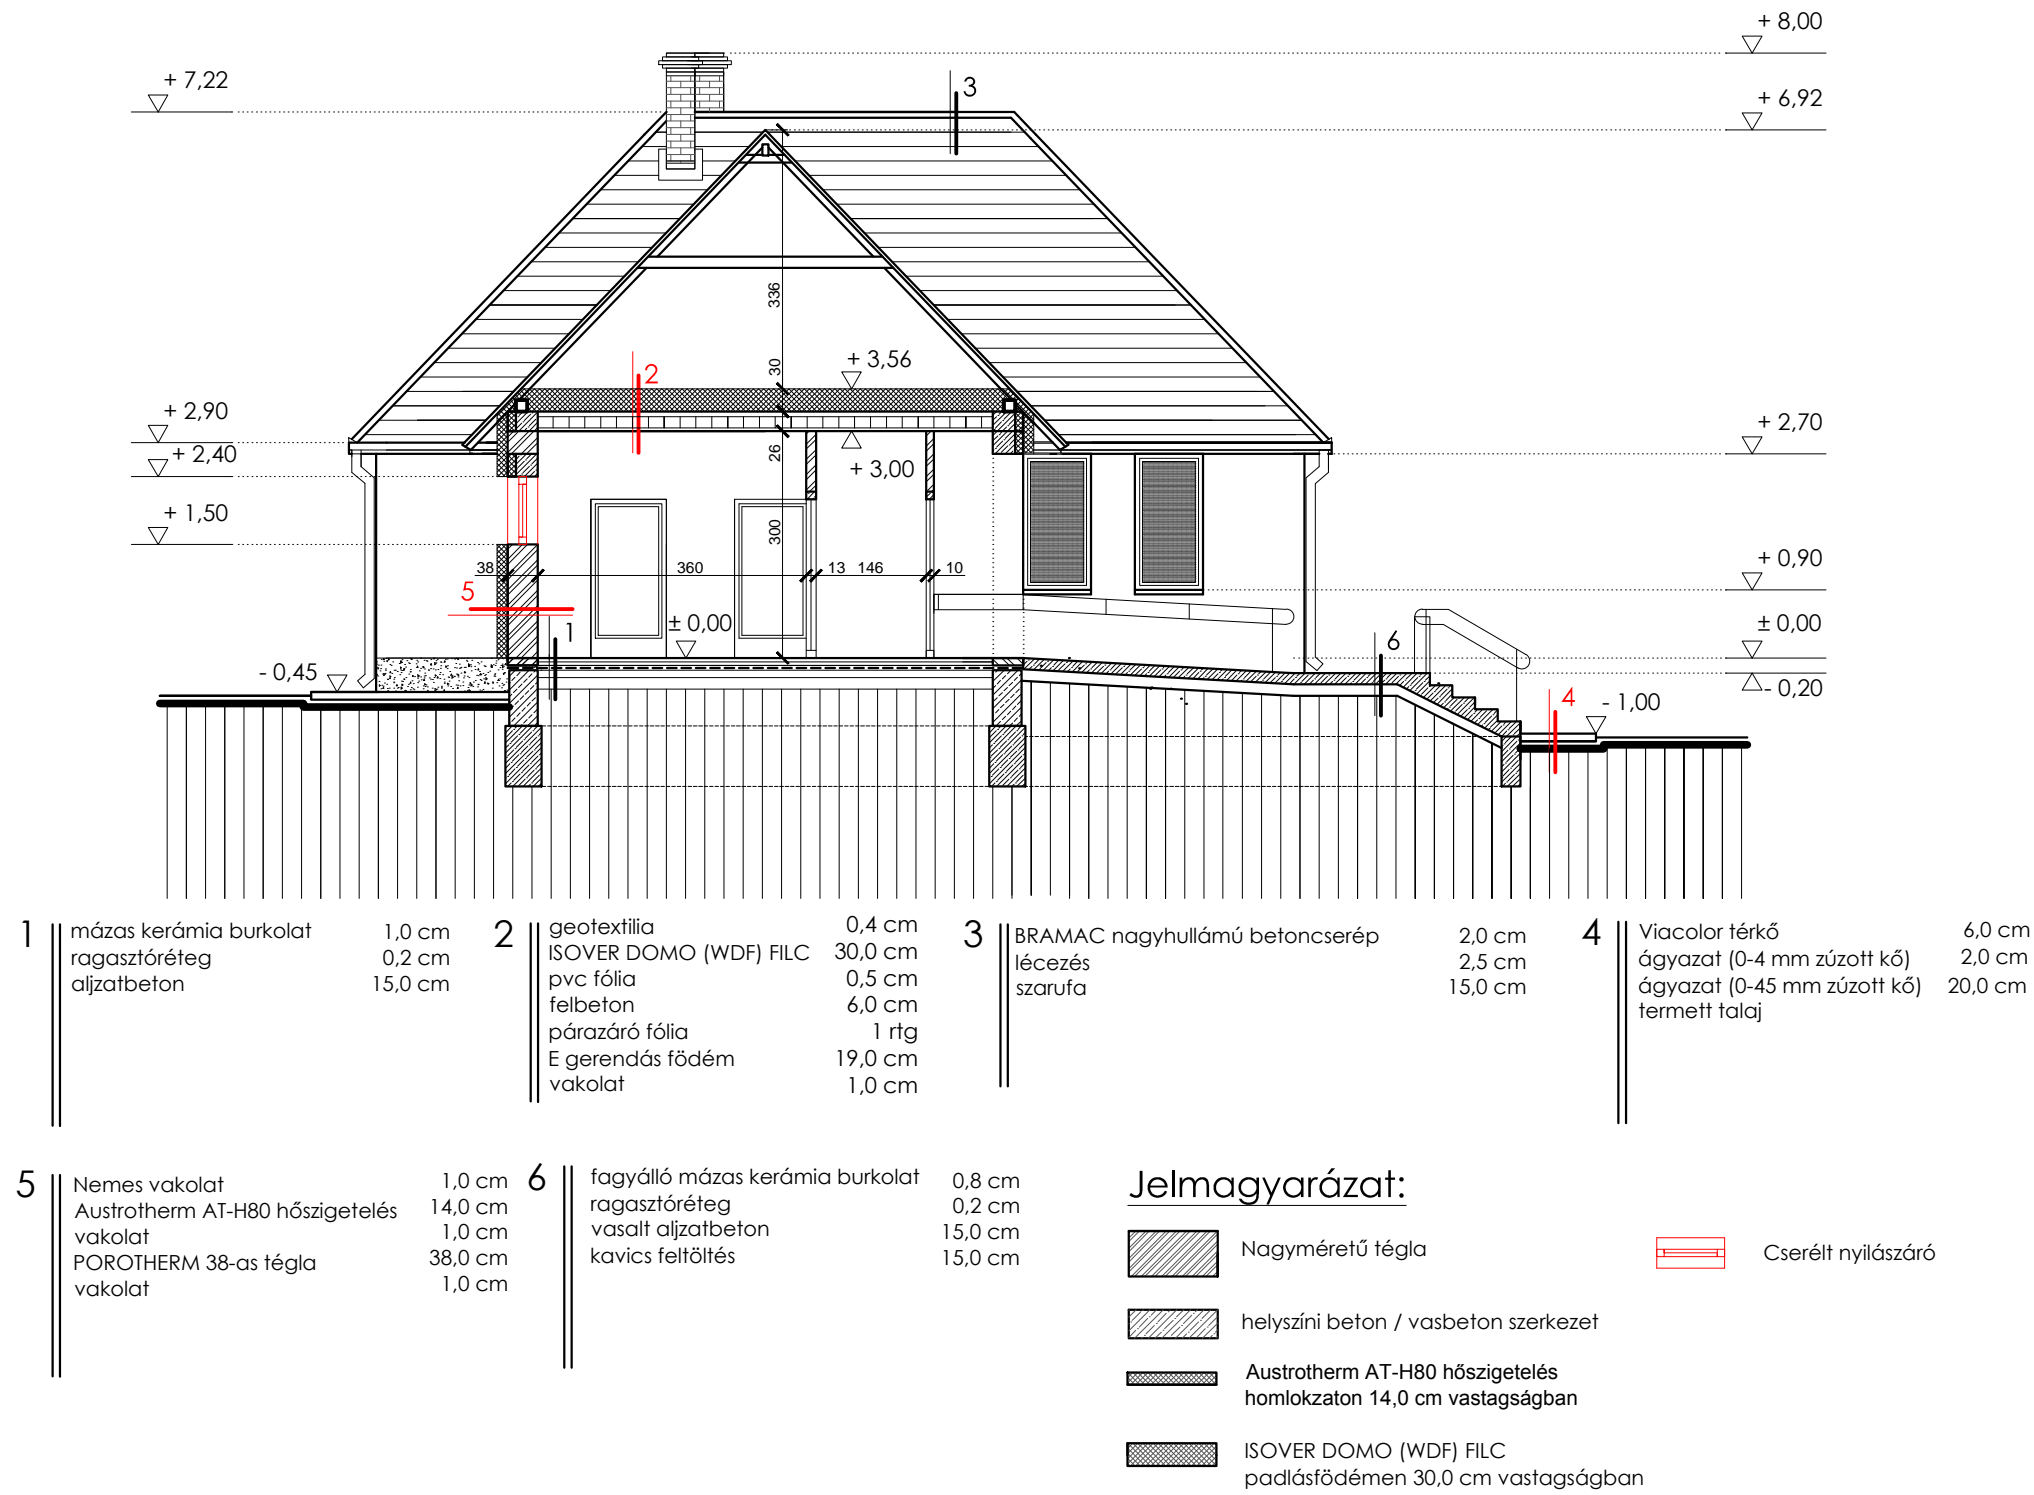 + 8,00
+ 7,22
3
+ 6,92
336
30
2
+ 3,56
+ 2,90
+ 2,70
+ 2,40
26
+ 3,00
+ 1,50
300
+ 0,90
38
360
13
146
10
5
1
± 0,00
± 0,00
6
- 0,45
- 0,20
4
- 1,00
1
mázas kerámia burkolat 1,0 cm
ragasztóréteg 0,2 cm
aljzatbeton 15,0 cm
2
geotextilia 0,4 cm
ISOVER DOMO (WDF) FILC 30,0 cm
pvc fólia 0,5 cm
felbeton 6,0 cm
párazáró fólia 1 rtg
E gerendás födém 19,0 cm
vakolat 1,0 cm
3
BRAMAC nagyhullámú betoncserép 2,0 cm
lécezés 2,5 cm
szarufa 15,0 cm
4
Viacolor térkő 6,0 cm
ágyazat (0-4 mm zúzott kő) 2,0 cm
ágyazat (0-45 mm zúzott kő) 20,0 cm
termett talaj
5
Nemes vakolat 1,0 cm
Austrotherm AT-H80 hőszigetelés 14,0 cm
vakolat 1,0 cm
POROTHERM 38-as tégla 38,0 cm
vakolat 1,0 cm
6
fagyálló mázas kerámia burkolat 0,8 cm
ragasztóréteg 0,2 cm
vasalt aljzatbeton 15,0 cm
kavics feltöltés 15,0 cm
Jelmagyarázat:
Nagyméretű tégla
Cserélt nyilászáró
helyszíni beton / vasbeton szerkezet
Austrotherm AT-H80 hőszigetelés
homlokzaton 14,0 cm vastagságban
ISOVER DOMO (WDF) FILC
padlásfödémen 30,0 cm vastagságban